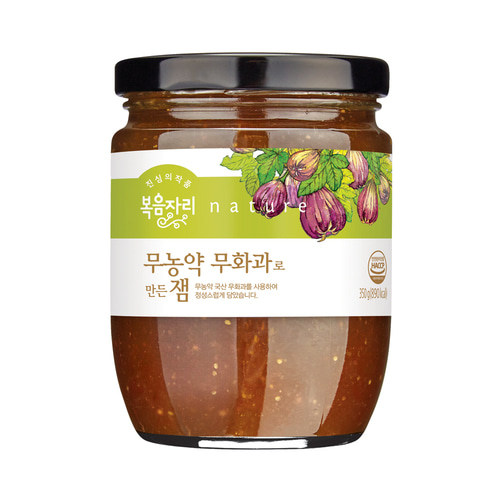 진심의작품
복음자리 nature
무농약 무화과로
만든 잼
무농약 국산 무화과를 사용하여
정성스럽게 담았습니다.
HACCP
350g(890kcal)